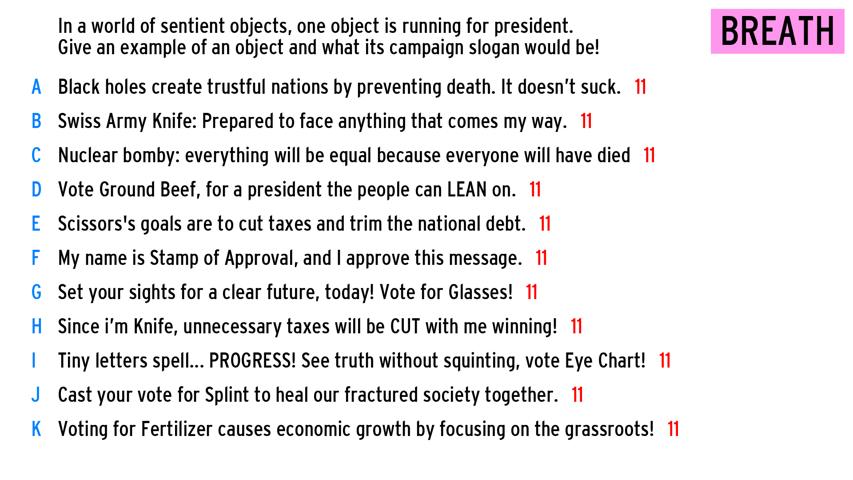 In a world of sentient objects, one object is running for president.
Give an example of an object and what its campaign slogan would be!
BREATH
A Black holes create trustful nations by preventing death. It doesn't suck. 11
B Swiss Army Knife: Prepared to face anything that comes my way. 11
C Nuclear bomby: everything will be equal because everyone will have died 11
D Vote Ground Beef, for a president the people can LEAN on. 11
E Scissors's goals are to cut taxes and trim the national debt. 11
F My name is Stamp of Approval, and I approve this message. 11
G Set your sights for a clear future, today! Vote for Glasses! 11
H Since i'm Knife, unnecessary taxes will be CUT with me winning! 11
I Tiny letters spell... PROGRESS! See truth without squinting, vote Eye Chart! 11
J Cast your vote for Splint to heal our fractured society together. 11
K Voting for Fertilizer causes economic growth by focusing on the grassroots! 11